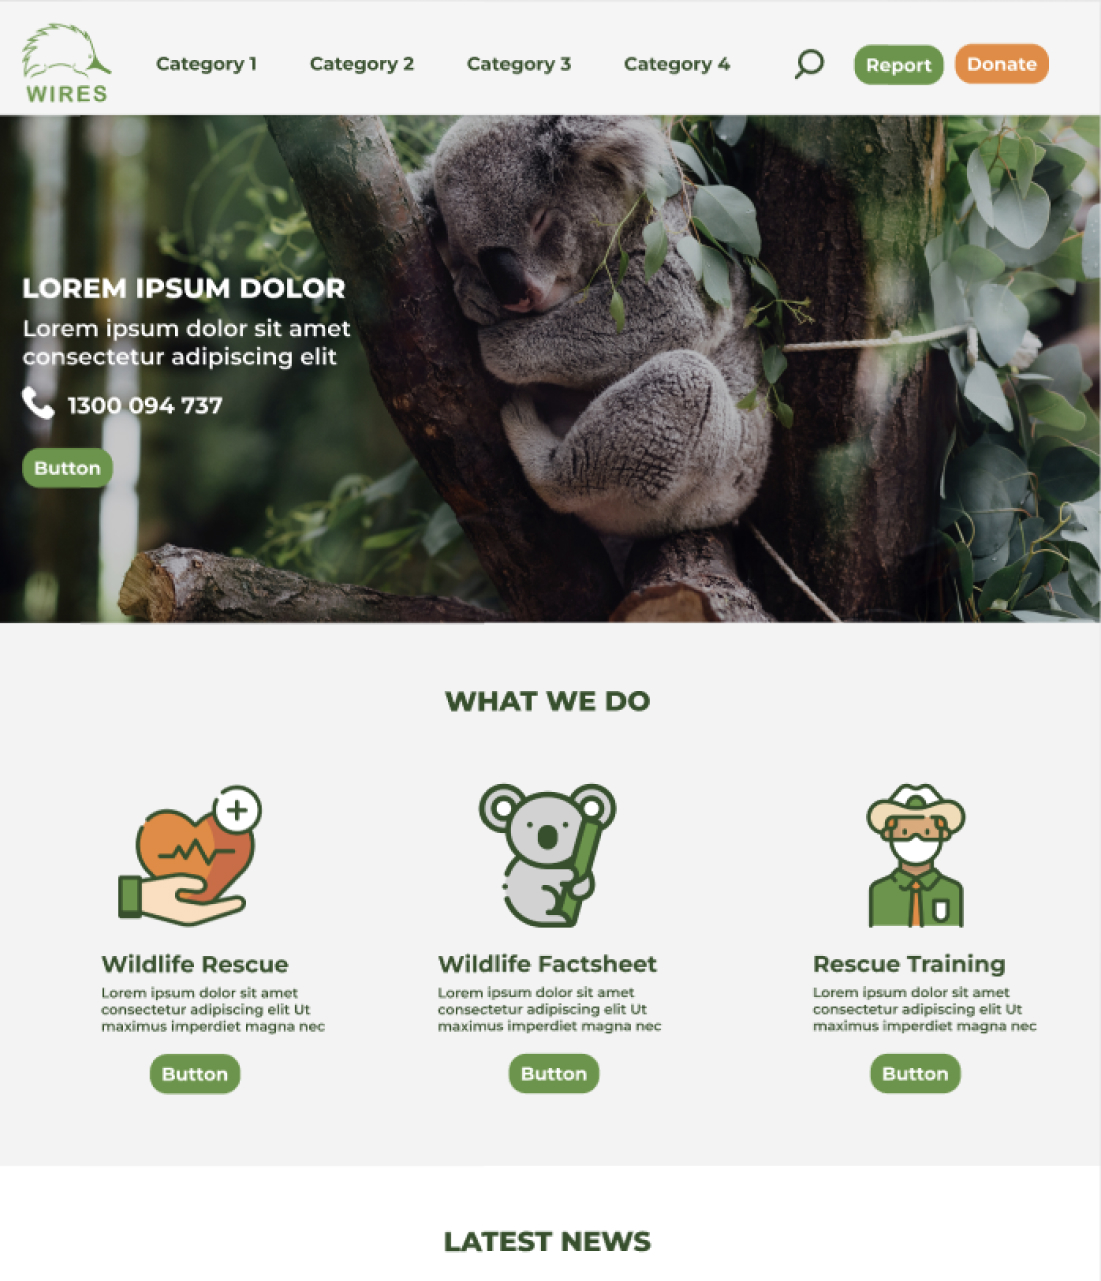 WIRES
Category 1
Category 2
Category 3
Category 4
Report
Donate
LOREM IPSUM DOLOR
Lorem ipsum dolor sit amet
consectetur adipiscing elit
1300 094 737
Button
WHAT WE DO
Wildlife Rescue
Lorem ipsum dolor sit amet
consectetur adipiscing elit Ut
maximus imperdiet magna nec
Button
Wildlife Factsheet
Lorem ipsum dolor sit amet
consectetur adipiscing elit Ut
maximus imperdiet magna nec
Button
Rescue Training
Lorem ipsum dolor sit amet
consectetur adipiscing elit Ut
maximus imperdiet magna nec
Button
LATEST NEWS